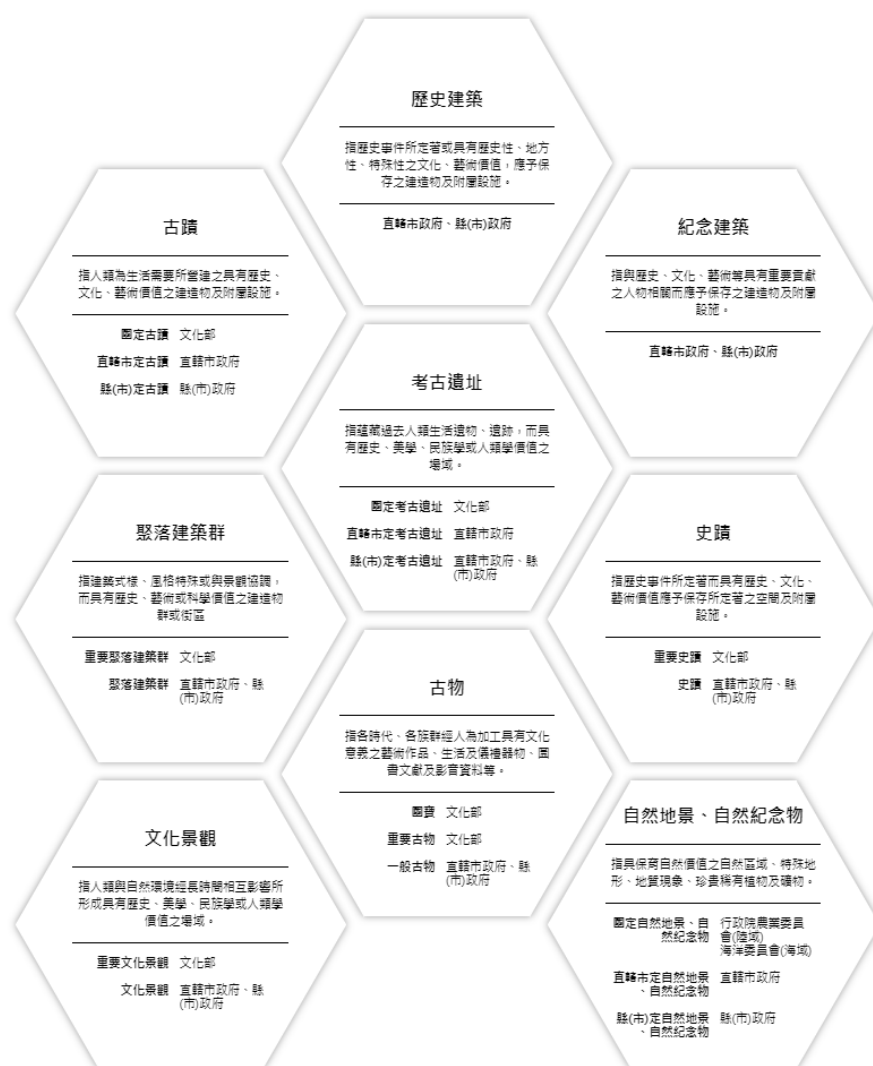 歷史建築
指歷史事件所定著或具有歷史性、地方
性、特殊性之文化、藝術價值，應予保
存之建造物及附屬設施。
直轄市政府、縣(市)政府
古蹟
指人類為生活需要所營建之具有歷史、
文化、藝術價值之建造物及附屬設施。
國定古蹟 文化部
直轄市定古蹟 直轄市政府
縣(市)定古蹟 縣(市)政府
紀念建築
指與歷史、文化、藝術等具有重要貢獻
之人物相關而應予保存之建造物及附屬
設施。
直轄市政府、縣(市)政府
考古遺址
指蘊藏過去人類生活遺物、遺跡，而具
有歷史、美學、民族學或人類學價值之
場域。
國定考古遺址 文化部
直轄市定考古遺址 直轄市政府
縣(市)定考古遺址 直轄市政府、縣
(市)政府
聚落建築群
指建築式樣、風格特殊或與景觀協調，
而具有歷史、藝術或科學價值之建造物
群或街區
重要聚落建築群 文化部
聚落建築群 直轄市政府、縣
(市)政府
史蹟
指歷史事件所定著而具有歷史、文化、
藝術價值應予保存所定著之空間及附屬
設施。
重要史蹟 文化部
史蹟 直轄市政府、縣
(市)政府
古物
指各時代、各族群經人為加工具有文化
意義之藝術作品、生活及儀禮器物、圖
書文獻及影音資料等。
國寶 文化部
重要古物 文化部
一般古物 直轄市政府、縣
(市)政府
文化景觀
指人類與自然環境經長時間相互影響所
形成具有歷史、美學、民族學或人類學
價值之場域。
重要文化景觀 文化部
文化景觀 直轄市政府、縣
(市)政府
自然地景、自然紀念物
指具保育自然價值之自然區域、特殊地
形、地質現象、珍貴稀有植物及礦物。
國定自然地景、自 行政院農業委員
然紀念物 會(陸域)
海洋委員會(海域)
直轄市定自然地景 直轄市政府
、自然紀念物
縣(市)定自然地景 縣(市)政府
、自然紀念物